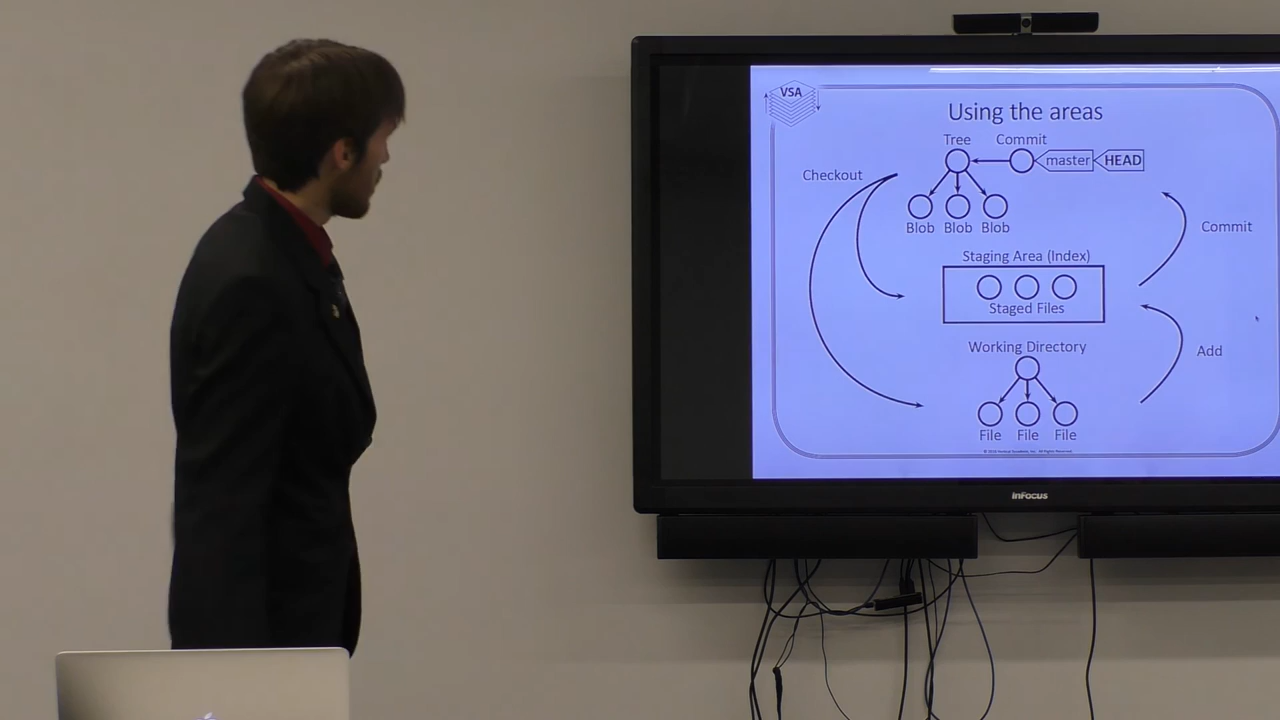 VSA
Using the areas
Tree Commit
master HEAD
Checkout
Blob Blob Blob
Commit
Staging Area (Index)
Staged Files
Working Directory
Add
File File File
InFocus